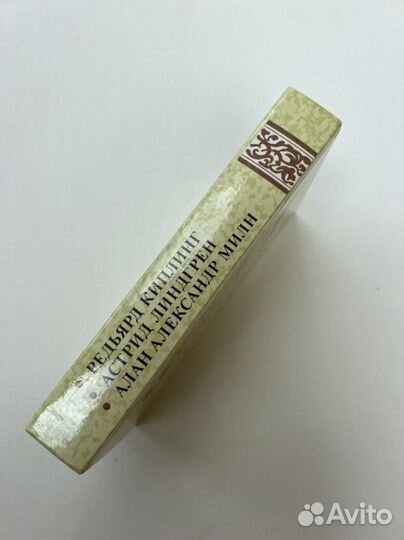 • РЕДЬЯРД КИПЛИНГ
• АСТРИД ЛИНДГРЕН
• АЛАН АЛЕКСАНДР МИЛН
Avito